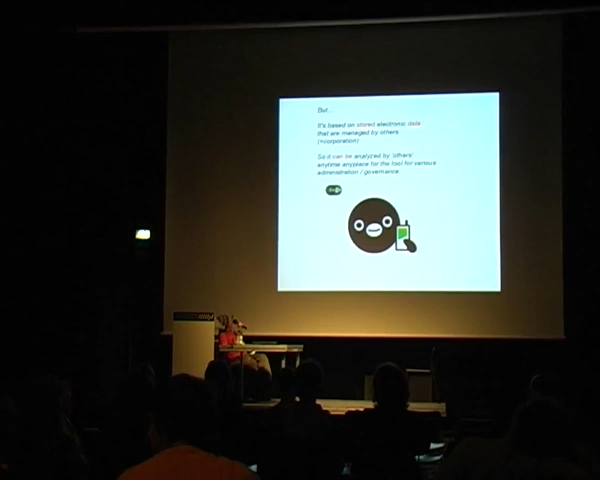 But...
It's based on stored electronic data
that are managed by others
(=corporation)
So it can be analyzed by 'others'
anytime anyplace for the tool for various
administration / governance